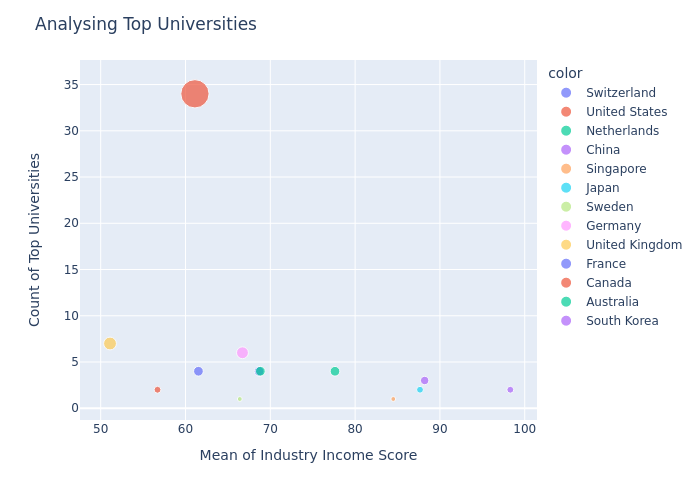 Analysing Top Universities
color
Switzerland
United States
Netherlands
China
Singapore
Japan
Sweden
Germany
United Kingdom
France
Canada
Australia
South Korea
Count of Top Universities
35
30
25
20
15
10
5
0
50 60 70 80 90 100
Mean of Industry Income Score